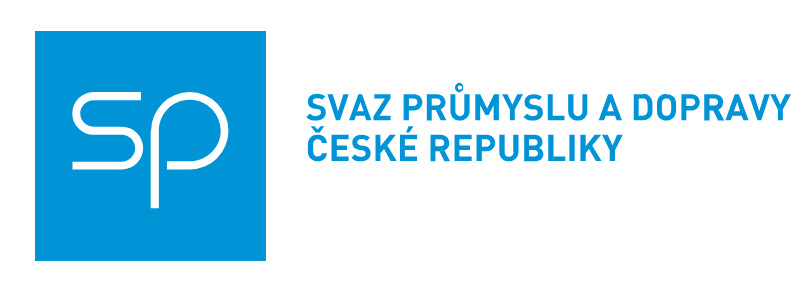 sp
SVAZ PRŮMYSLU A DOPRAVY
ČESKÉ REPUBLIKY